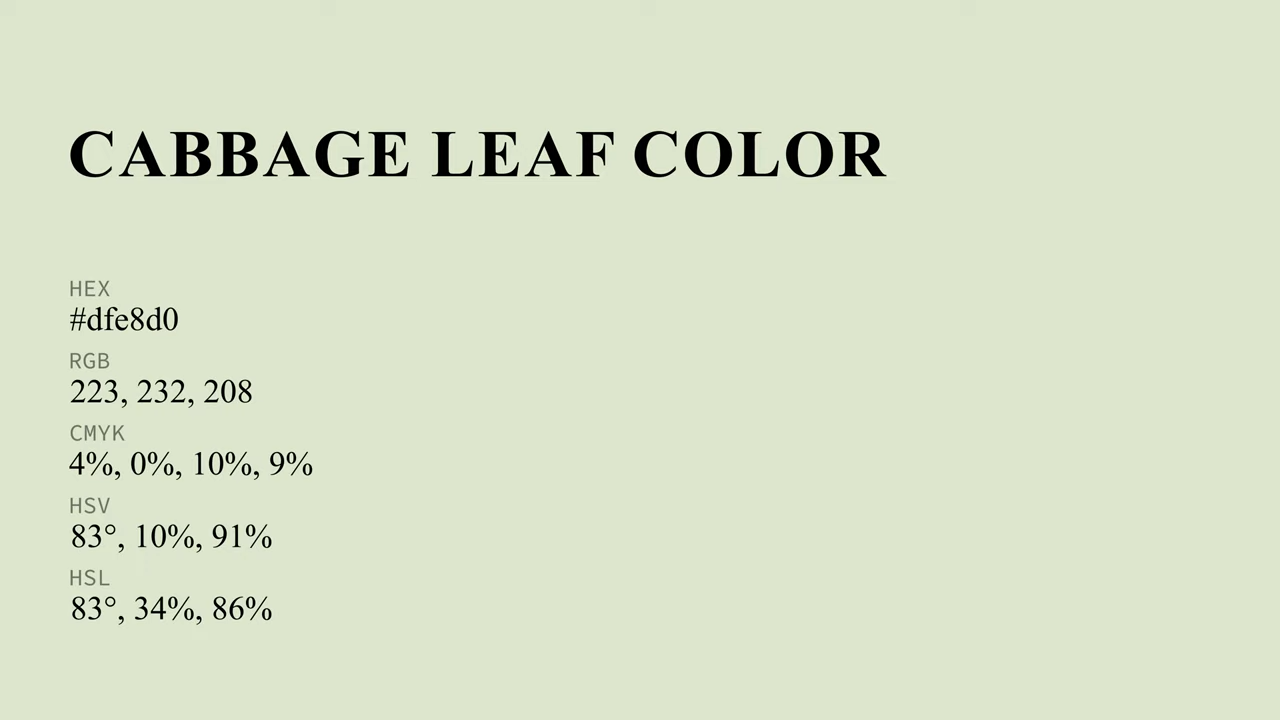 CABBAGE LEAF COLOR
HEX
#dfe8d0
RGB
223, 232, 208
CMYK
4%, 0%, 10%, 9%
HSV
83°, 10%, 91%
HSL
83°, 34%, 86%